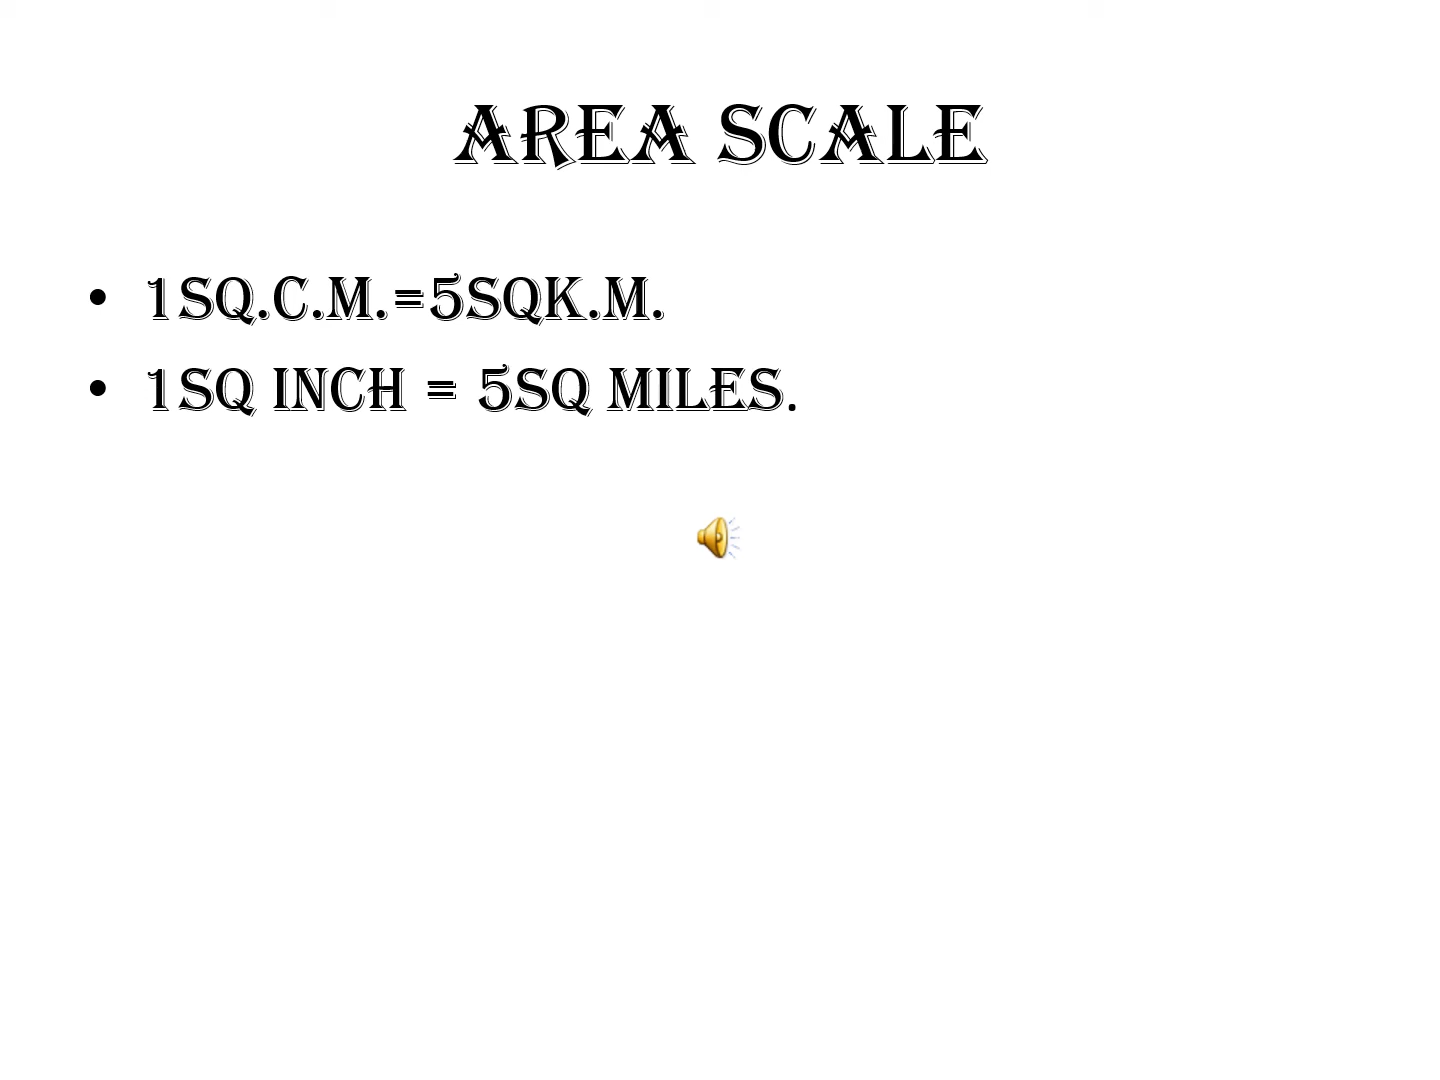 AREA SCALE
• 1SQ.C.M.=5SQK.M.
• 1SQ INCH = 5SQ MILES.